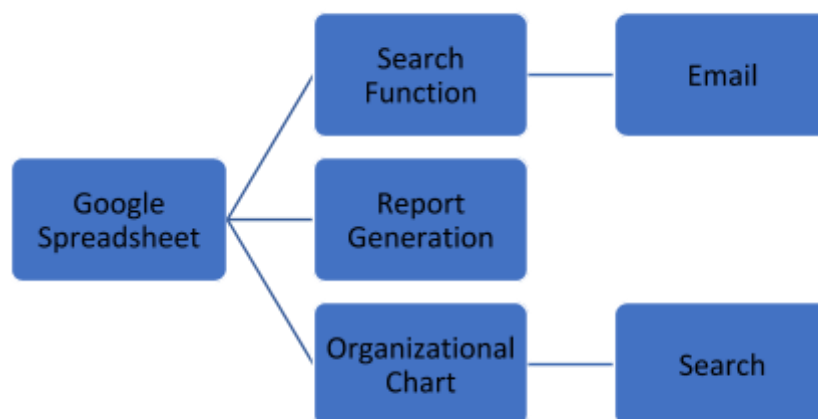 Search
Function
Email
Google
Spreadsheet
Report
Generation
Organizational
Chart
Search